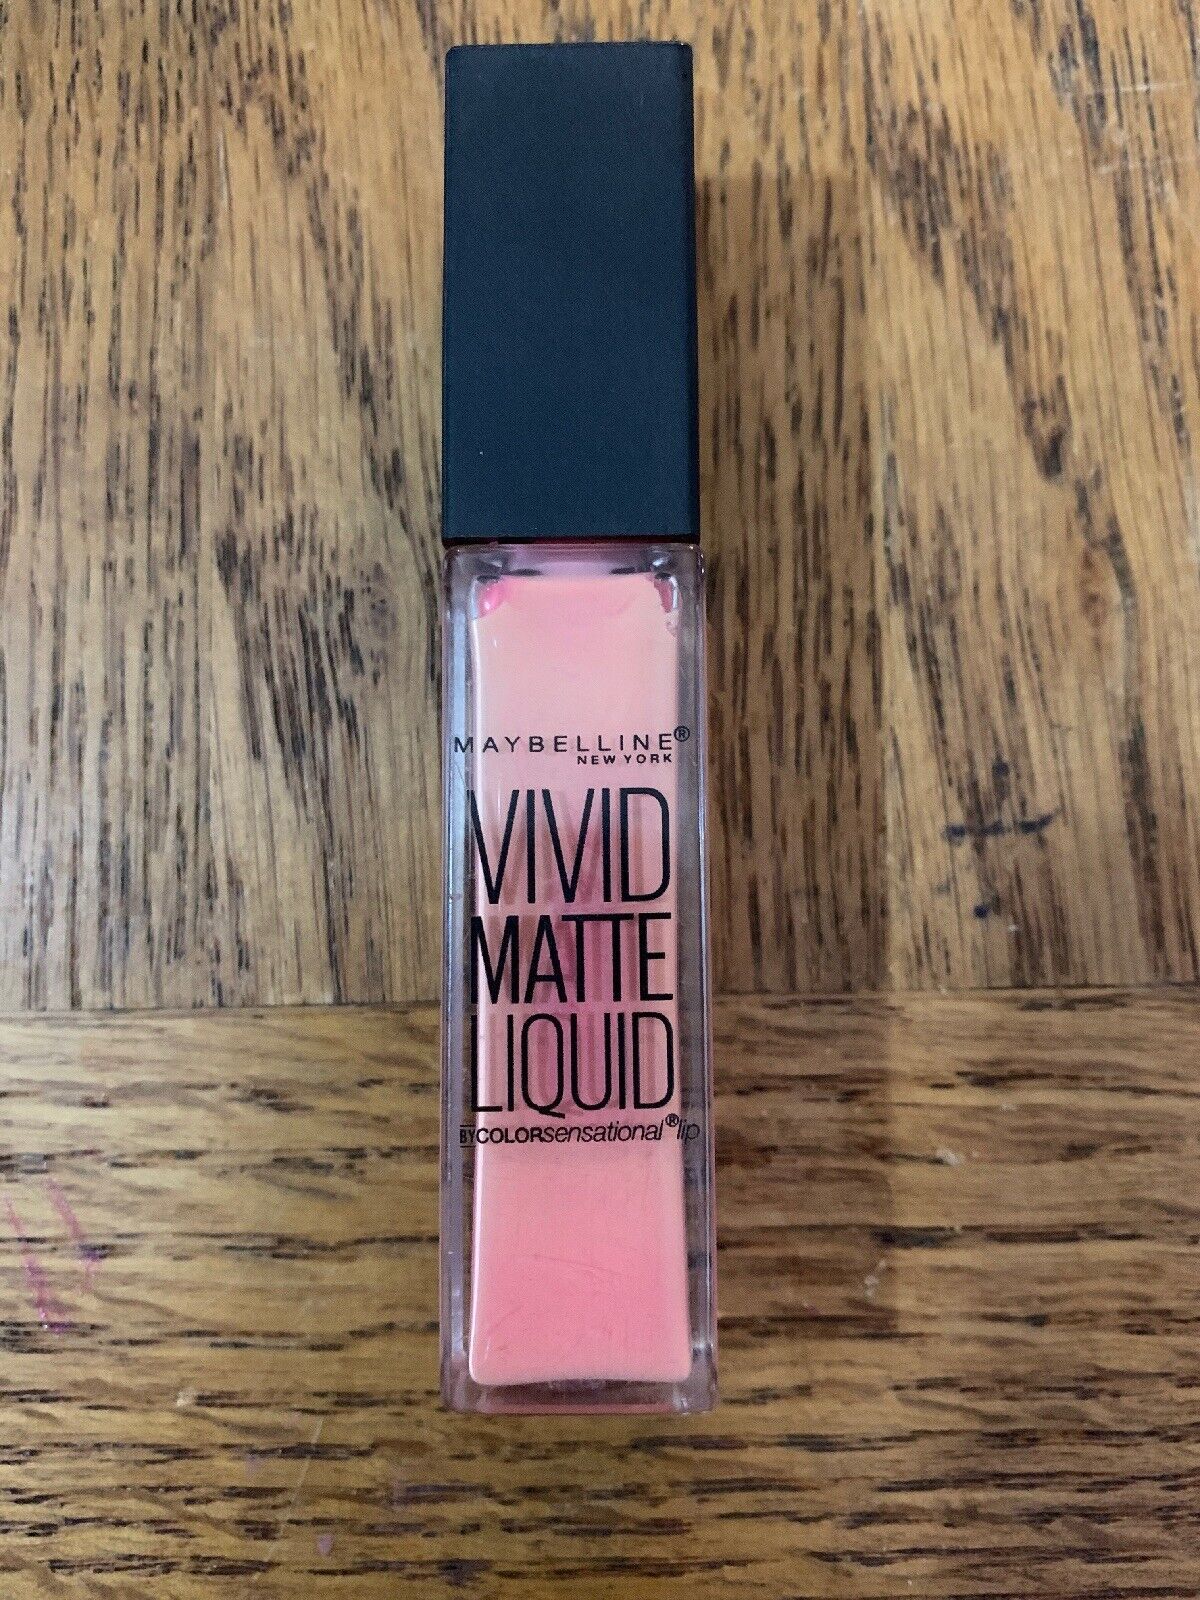 MAYBELLINE®
NEW YORK
VIVID
MATTE
LIQUID
BYCOLORsensational®lip